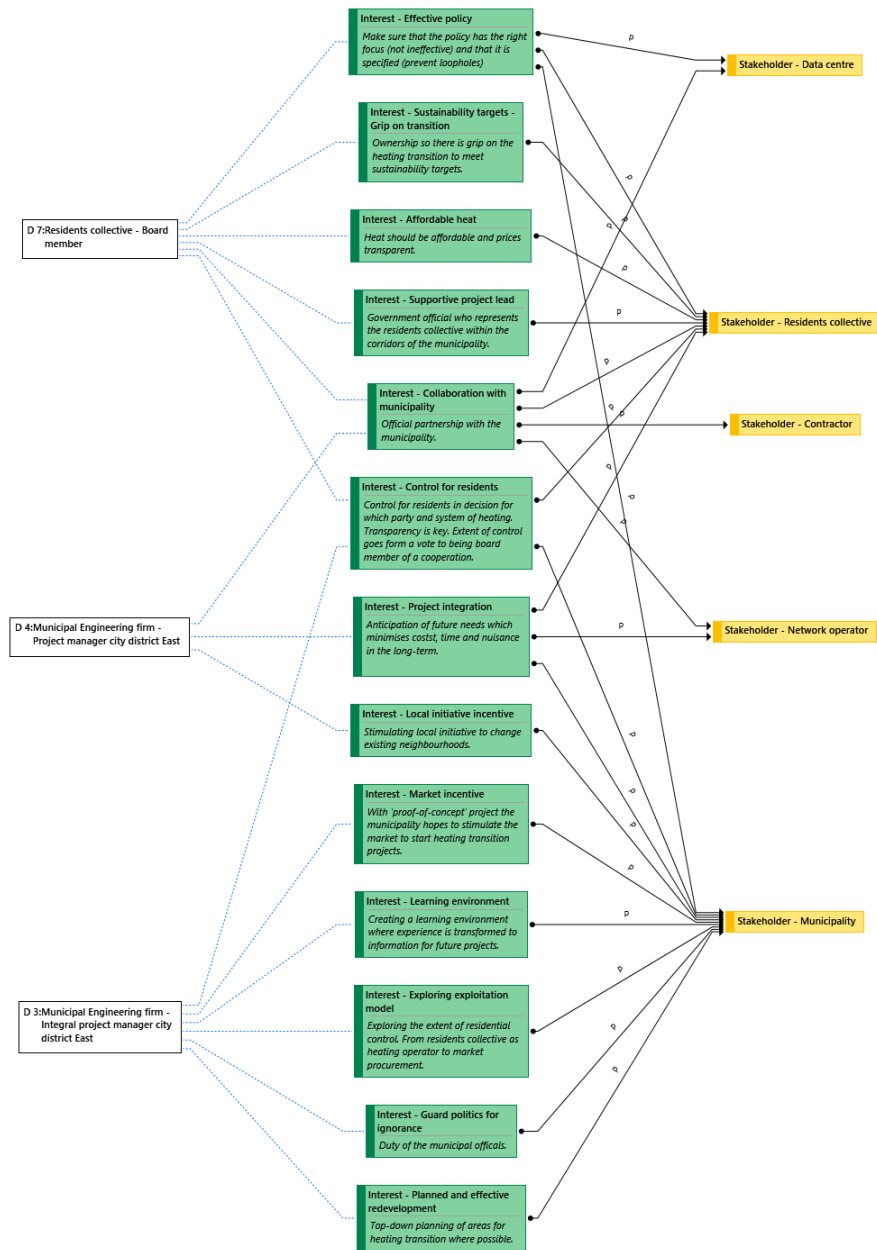 Interest - Effective policy
Make sure that the policy has the right
focus (not ineffective) and that it is
specified (prevent loopholes)
P
Stakeholder - Data centre
Interest - Sustainability targets -
Grip on transition
Ownership so there is grip on the
heating transition to meet
sustainability targets.
P
P
D 7:Residents collective - Board
member
Interest - Affordable heat
Heat should be affordable and prices
transparent.
P
P
P
Interest - Supportive project lead
Government official who represents
the residents collective within the
corridors of the municipality.
P
Stakeholder - Residents collective
P
Interest - Collaboration with
municipality
Official partnership with the
municipality.
P
P
Stakeholder - Contractor
Interest - Control for residents
Control for residents in decision for
which party and system of heating.
Transparency is key. Extent of control
goes form a vote to being board
member of a cooperation.
P
P
P
D 4:Municipal Engineering firm -
Project manager city district East
Interest - Project integration
Anticipation of future needs which
minimises costst, time and nuisance
in the long-term.
P
Stakeholder - Network operator
Interest - Local initiative incentive
Stimulating local initiative to change
existing neighbourhoods.
P
P
Interest - Market incentive
With 'proof-of-concept' project the
municipality hopes to stimulate the
market to start heating transition
projects.
P
P
Interest - Learning environment
Creating a learning environment
where experience is transformed to
information for future projects.
P
Stakeholder - Municipality
D 3:Municipal Engineering firm -
Integral project manager city
district East
Interest - Exploring exploitation
model
Exploring the extent of residential
control. From residents collective as
heating operator to market
procurement.
P
P
P
Interest - Guard politics for
ignorance
Duty of the municipal officals.
Interest - Planned and effective
redevelopment
Top-down planning of areas for
heating transition where possible.